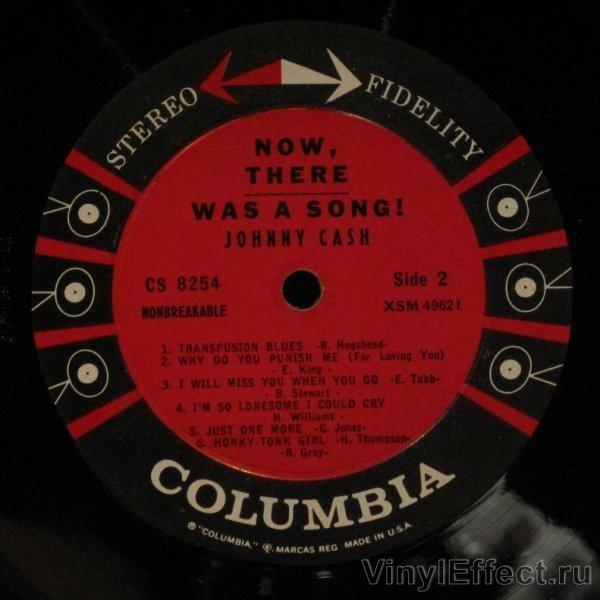 STEREO FIDELITY
NOW,
THERE
WAS A SONG!
JOHNNY CASH
CS 8254
Side 2
NONBREAKABLE
XSM 49621
1. TRANSFUSION BLUES -R. Hogshead-
2. WHY DO YOU PUNISH ME (For Loving You)
- E. King -
3. I WILL MISS YOU WHEN YOU GO -E. Tubb-
B. Stewart -
4. I'M SO LONESOME I COULD CRY
- H. Williams -
5. JUST ONE MORE -G. Jones-
6. HONKY-TONK GIRL -H. Thompson-
-B. Gray-
COLUMBIA
® "COLUMBIA," ®, MARCAS REG MADE IN U.S.A.
VinylEffect.ru